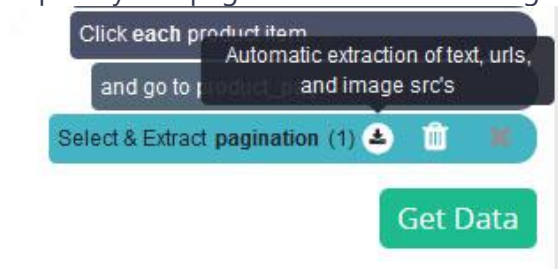 Click each product item
Automatic extraction of text, urls,
and image src's
and go to
Select & Extract pagination (1)
Get Data